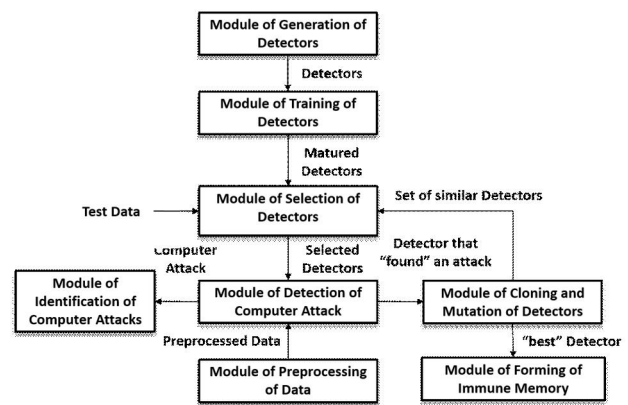 Module of Generation of
Detectors
Detectors
Module of Training of
Detectors
Matured
Detectors
Set of similar Detectors
Module of Selection of
Detectors
Test Data
Computer
Attack
Selected
Detectors
Detector that
“found” an attack
Module of
Identification of
Computer Attacks
Module of Detection of
Computer Attack
Module of Cloning and
Mutation of Detectors
Preprocessed Data
“best” Detector
Module of Preprocessing
of Data
Module of Forming of
Immune Memory